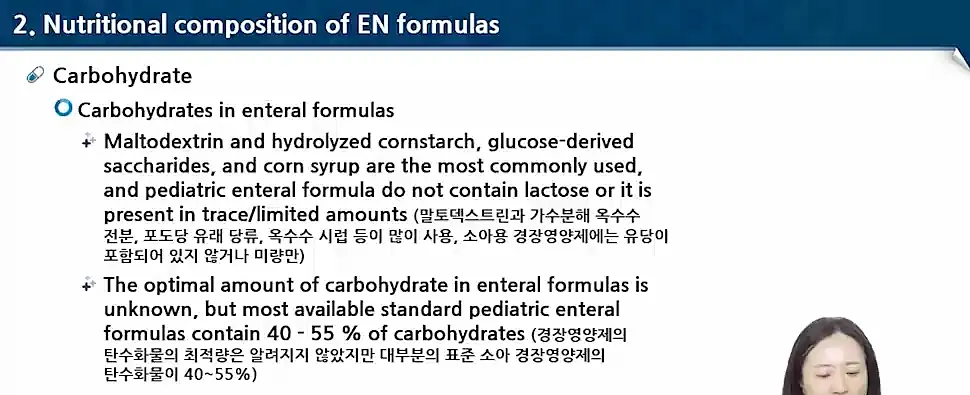 2. Nutritional composition of EN formulas
Carbohydrate
Carbohydrates in enteral formulas
Maltodextrin and hydrolyzed cornstarch, glucose-derived
saccharides, and corn syrup are the most commonly used,
and pediatric enteral formula do not contain lactose or it is
present in trace/limited amounts (말토덱스트린과 가수분해 옥수수
전분, 포도당 유래 당류, 옥수수 시럽 등이 많이 사용, 소아용 경장영양제에는 유당이
포함되어 있지 않거나 미량만)
The optimal amount of carbohydrate in enteral formulas is
unknown, but most available standard pediatric enteral
formulas contain 40 - 55 % of carbohydrates (경장영양제의
탄수화물의 최적량은 알려지지 않았지만 대부분의 표준 소아 경장영양제의
탄수화물이 40~55%)